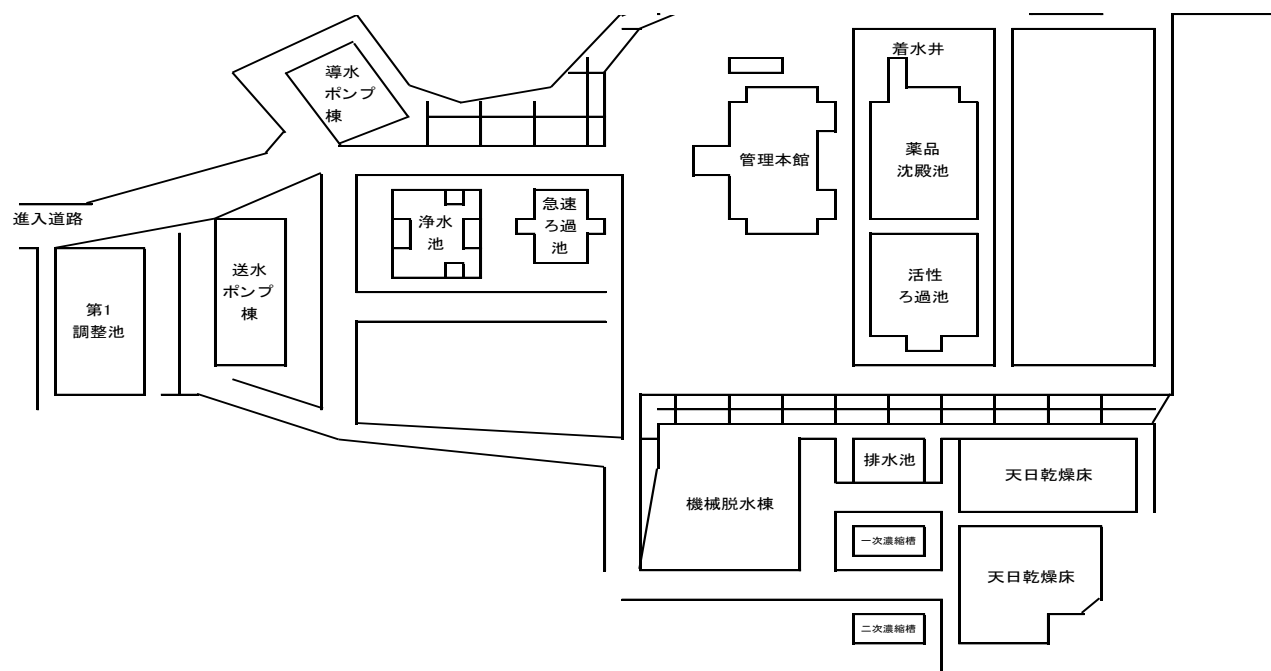 着水井
導水
ポンプ
棟
管理本館
薬品
沈殿池
進入道路
浄水
池
急速
ろ過
池
送水
ポンプ
棟
活性
ろ過池
第1
調整池
排水池
天日乾燥床
機械脱水棟
一次濃縮槽
天日乾燥床
二次濃縮槽